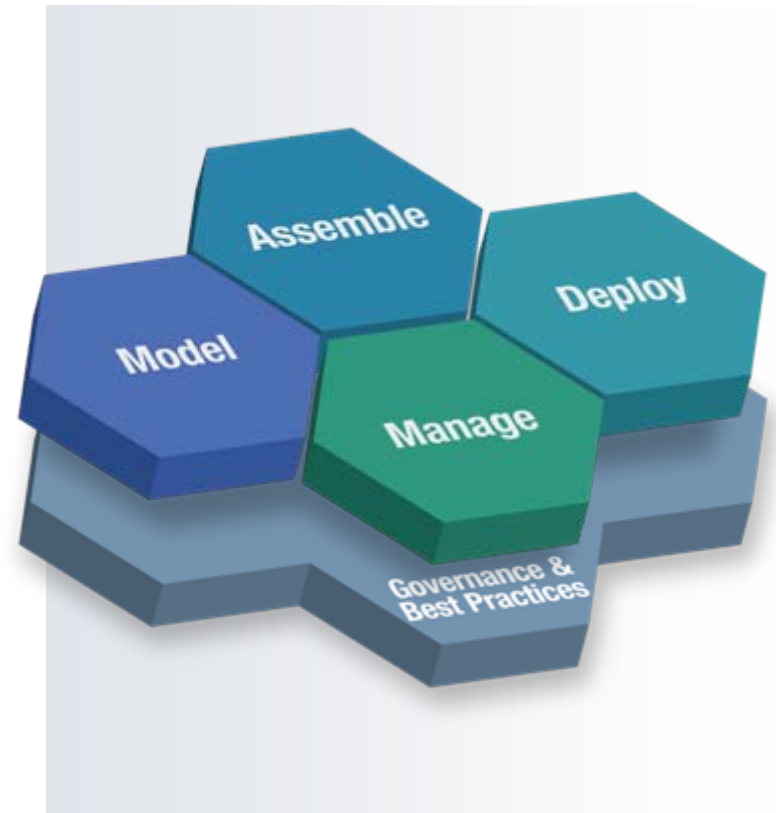 Assemble
Deploy
Model
Manage
Governance &
Best Practices